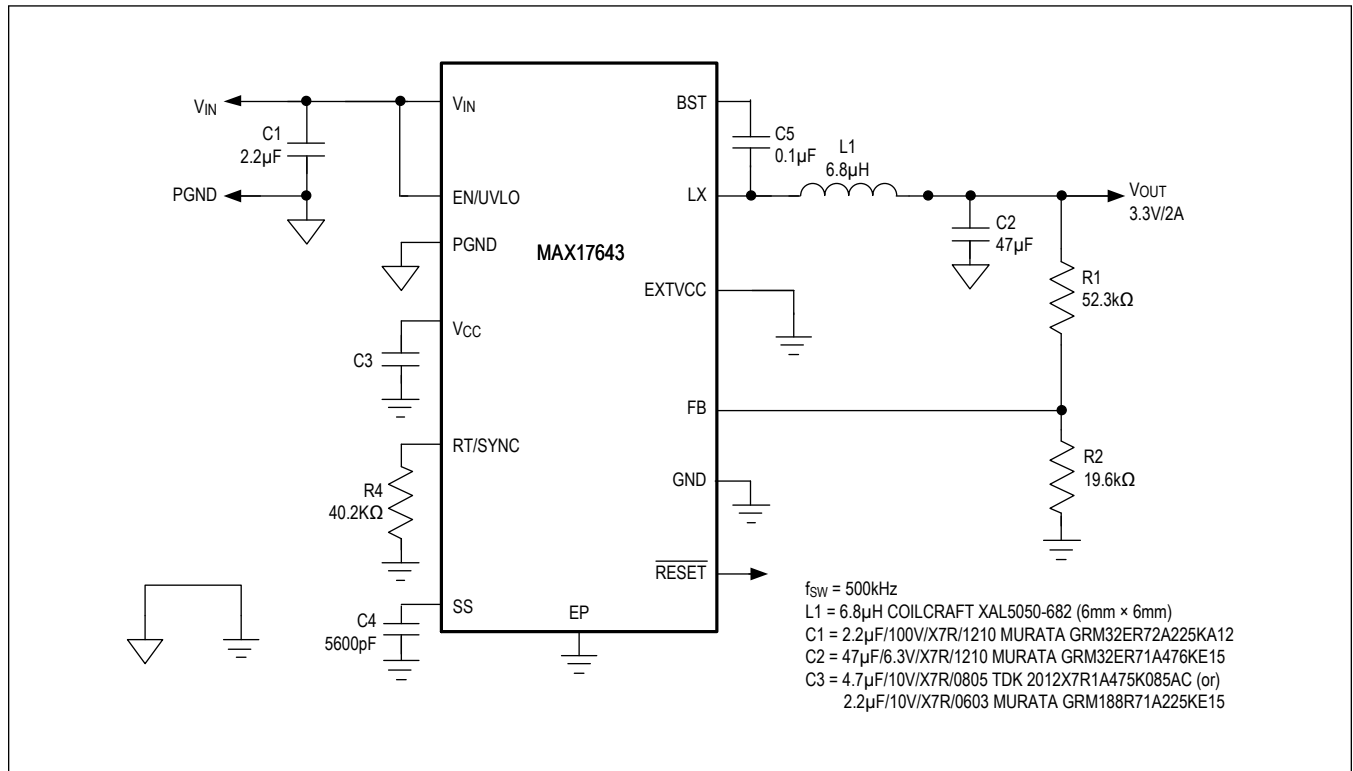 VIN
C1
2.2µF
PGND
VIN
EN/UVLO
PGND
VCC
C3
RT/SYNC
R4
40.2KΩ
SS
C4
5600pF
MAX17643
EP
BST
C5
0.1µF
LX
L1
6.8µH
VOUT
3.3V/2A
C2
47µF
EXTVCC
R1
52.3kΩ
FB
R2
19.6kΩ
GND
RESET
fSW = 500kHz
L1 = 6.8µH COILCRAFT XAL5050-682 (6mm × 6mm)
C1 = 2.2µF/100V/X7R/1210 MURATA GRM32ER72A225KA12
C2 = 47µF/6.3V/X7R/1210 MURATA GRM32ER71A476KE15
C3 = 4.7µF/10V/X7R/0805 TDK 2012X7R1A475K085AC (or)
2.2µF/10V/X7R/0603 MURATA GRM188R71A225KE15